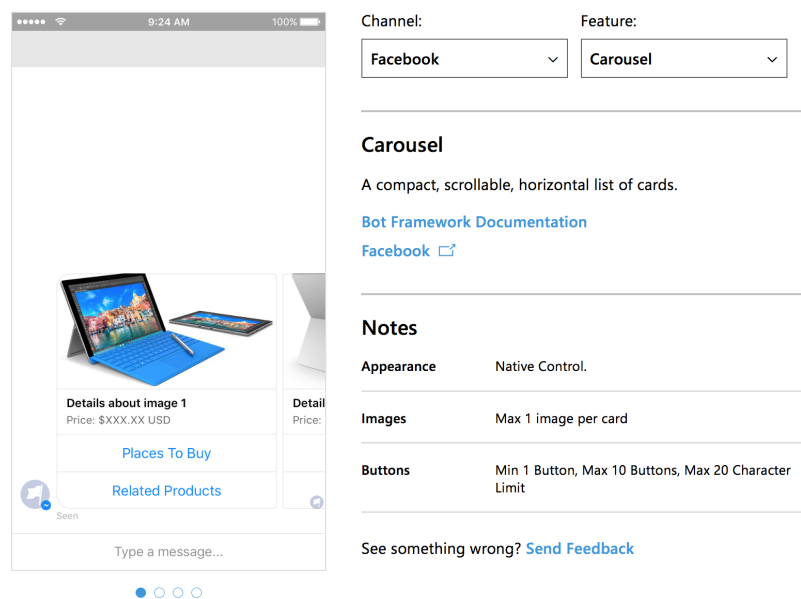 9:24 AM
100%
Details about image 1
Price: $XXX.XX USD
Places To Buy
Related Products
Detail
Price:
Seen
Type a message...
Channel:
Feature:
Facebook
Carousel
Carousel
A compact, scrollable, horizontal list of cards.
Bot Framework Documentation
Facebook
Notes
Appearance
Native Control.
Images
Max 1 image per card
Buttons
Min 1 Button, Max 10 Buttons, Max 20 Character
Limit
See something wrong? Send Feedback